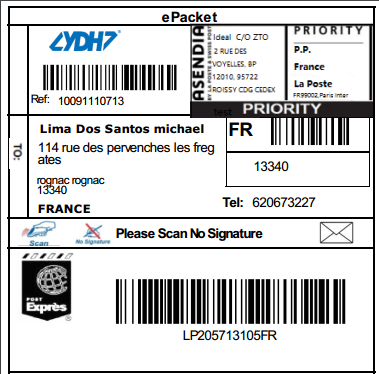 ePacket
YDH
Ref: 10091110713
ASENDIA
Ideal C/O ZTO
2 RUE DES
VOYELLES, BP
12010, 95722
ROISSY CDG CEDEX
test
PRIORITY
P.P.
France
La Poste
FR99002,Paris Inter
PRIORITY
TO:
Lima Dos Santos michael
114 rue des pervenches les freg
ates
rognac rognac
13340
FRANCE
FR
13340
Tel: 620673227
Scan
No Signature
Please Scan No Signature
POST
Exprès
LP205713105FR